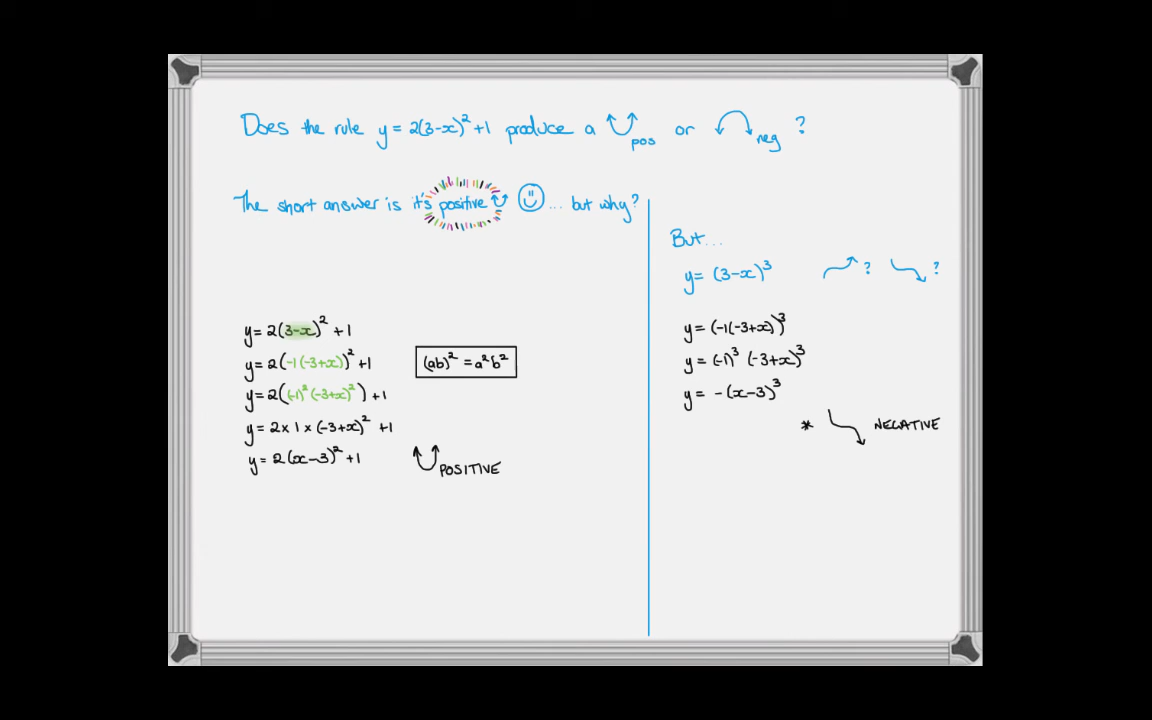 Does the rule y = 2(3-x)² +1 produce a pos or neg ?
The short answer is it's positive ... but why?
y = 2(3-x)² +1
y = 2(-1(-3+x))² +1
(ab)² = a²b²
y = 2((-1)² (-3+x)²) +1
y = 2 x 1 x (-3+x)² +1
y = 2(x-3)² +1
POSITIVE
But...
y = (3-x)³ ? ?
y = (-1(-3+x))³
y = (-1)³ (-3+x)³
y = -(x-3)³
* NEGATIVE